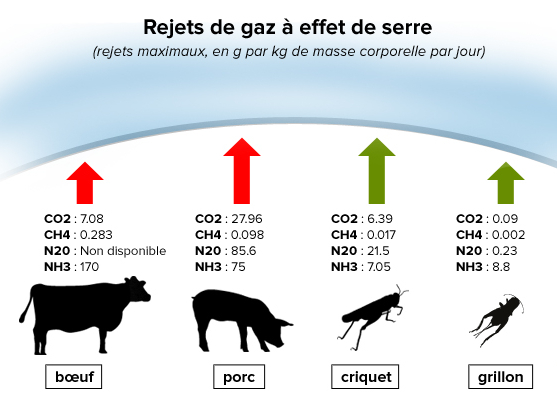 Rejets de gaz à effet de serre
(rejets maximaux, en g par kg de masse corporelle par jour)
CO2 : 7.08
CH4 : 0.283
N20 : Non disponible
NH3 : 170
bœuf
CO2 : 27.96
CH4 : 0.098
N20 : 85.6
NH3 : 75
porc
CO2 : 6.39
CH4 : 0.017
N20 : 21.5
NH3 : 7.05
criquet
CO2 : 0.09
CH4 : 0.002
N20 : 0.23
NH3 : 8.8
grillon